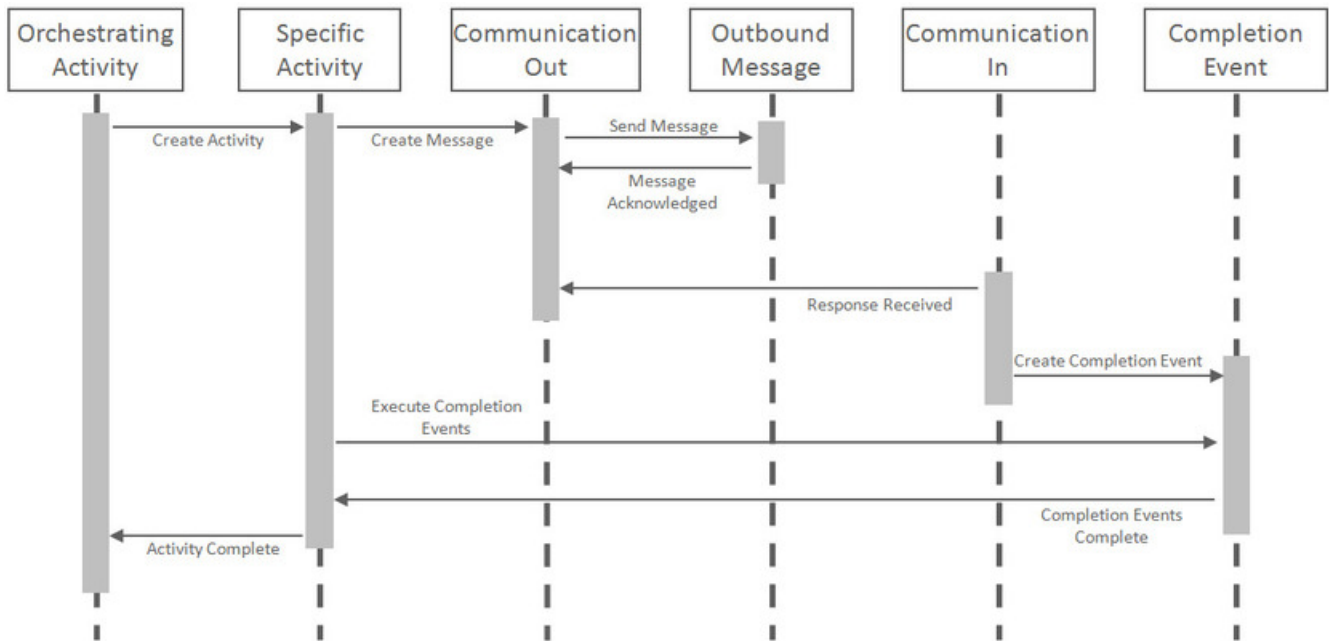 Orchestrating
Activity
Specific
Activity
Communication
Out
Outbound
Message
Communication
In
Completion
Event
Create Activity
Create Message
Send Message
Message
Acknowledged
Response Received
Create Completion Event
Execute Completion
Events
Completion Events
Complete
Activity Complete